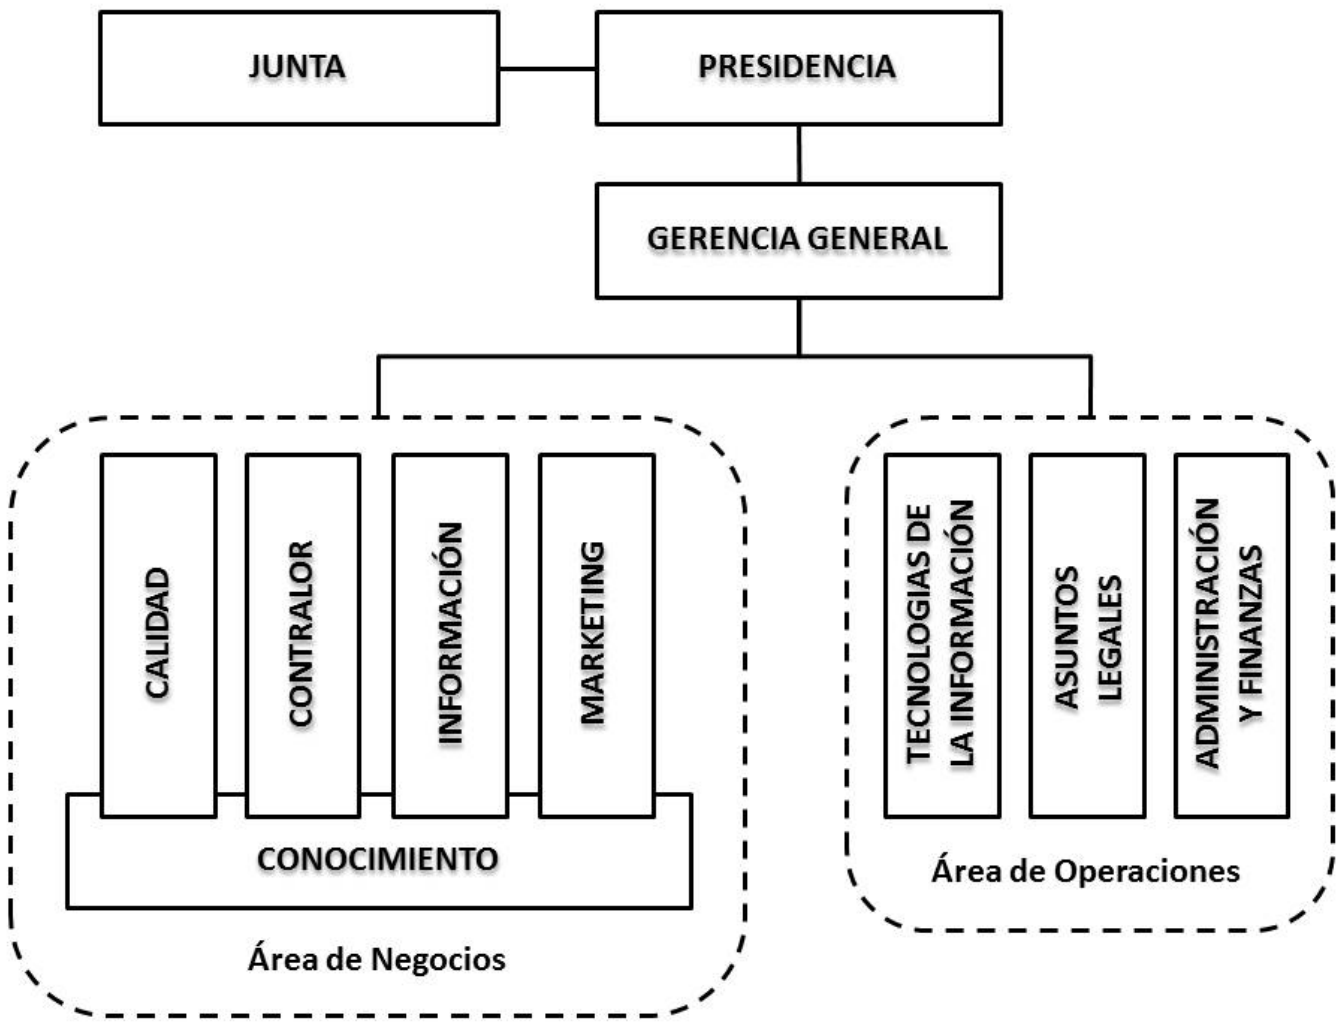 JUNTA
PRESIDENCIA
GERENCIA GENERAL
CALIDAD
CONTRALOR
INFORMACIÓN
MARKETING
CONOCIMIENTO
Área de Negocios
TECNOLOGIAS DE
LA INFORMACIÓN
ASUNTOS
LEGALES
ADMINISTRACIÓN
Y FINANZAS
Área de Operaciones